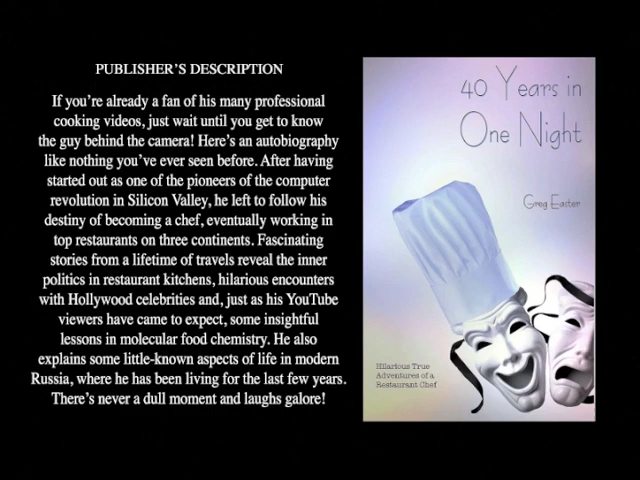 PUBLISHER'S DESCRIPTION
If you're already a fan of his many professional
cooking videos, just wait until you get to know
the guy behind the camera! Here's an autobiography
like nothing you've ever seen before. After having
started out as one of the pioneers of the computer
revolution in Silicon Valley, he left to follow his
destiny of becoming a chef, eventually working in
top restaurants on three continents. Fascinating
stories from a lifetime of travels reveal the inner
politics in restaurant kitchens, hilarious encounters
with Hollywood celebrities and, just as his YouTube
viewers have came to expect, some insightful
lessons in molecular food chemistry. He also
explains some little-known aspects of life in modern
Russia, where he has been living for the last few years.
There's never a dull moment and laughs galore!
40 Years in
One Night
Greg Easter
Hilarious True
Adventures of a
Restaurant Chef